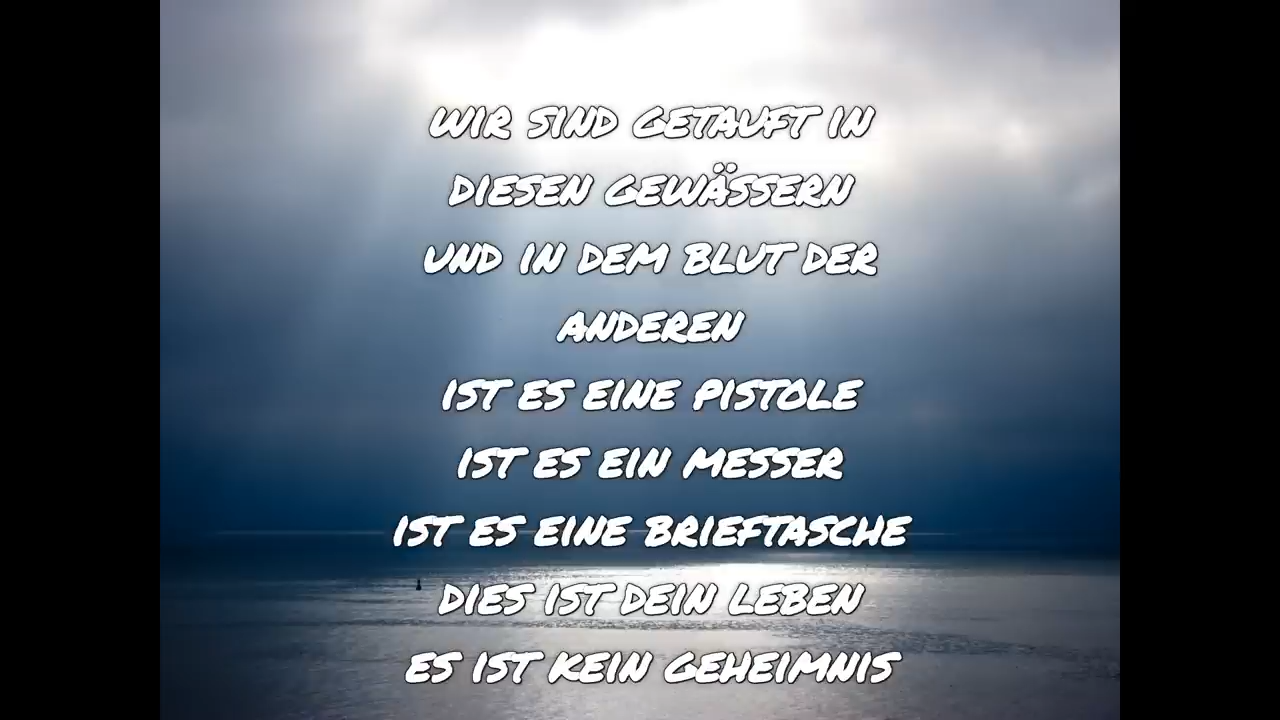 WIR SIND GETAUFT IN
DIESEN GEWÄSSERN
UND IN DEM BLUT DER
ANDEREN
IST ES EINE PISTOLE
IST ES EIN MESSER
IST ES EINE BRIEFTASCHE
DIES IST DEIN LEBEN
ES IST KEIN GEHEIMNIS